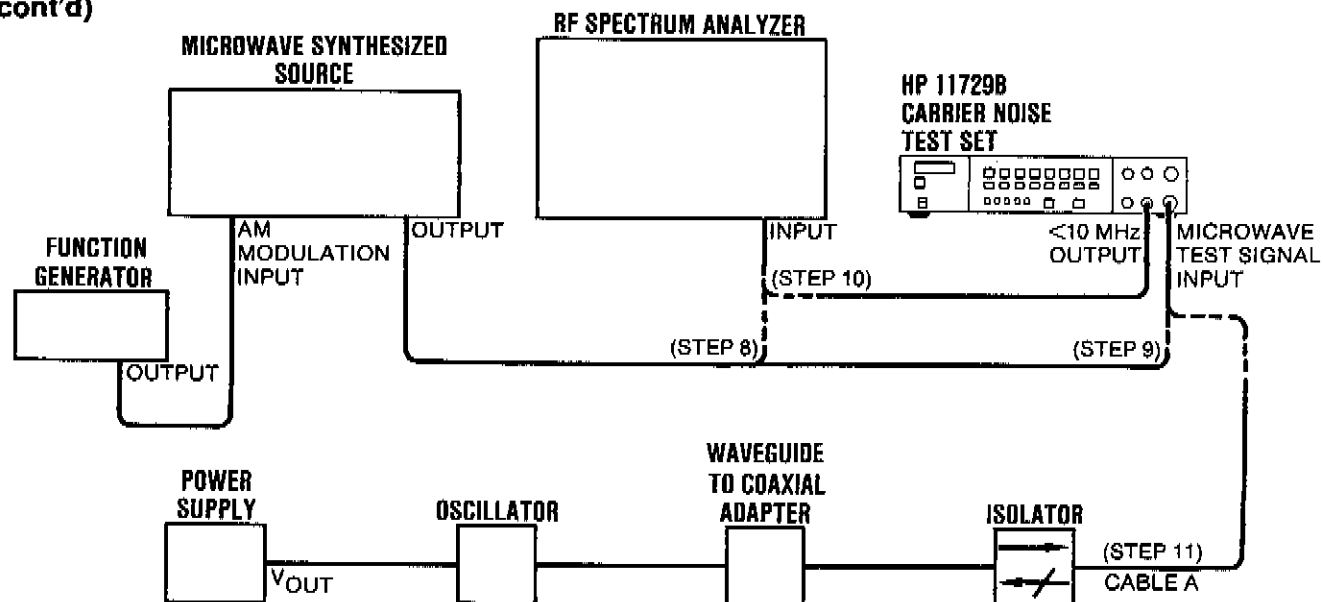 cont'd)
RF SPECTRUM ANALYZER
MICROWAVE SYNTHESIZED
SOURCE
HP 11729B
CARRIER NOISE
TEST SET
AM
MODULATION
INPUT
OUTPUT
INPUT
<10 MHz
OUTPUT
MICROWAVE
TEST SIGNAL
INPUT
FUNCTION
GENERATOR
OUTPUT
(STEP 10)
(STEP 8)
(STEP 9)
POWER
SUPPLY
VOUT
OSCILLATOR
WAVEGUIDE
TO COAXIAL
ADAPTER
ISOLATOR
(STEP 11)
CABLE A